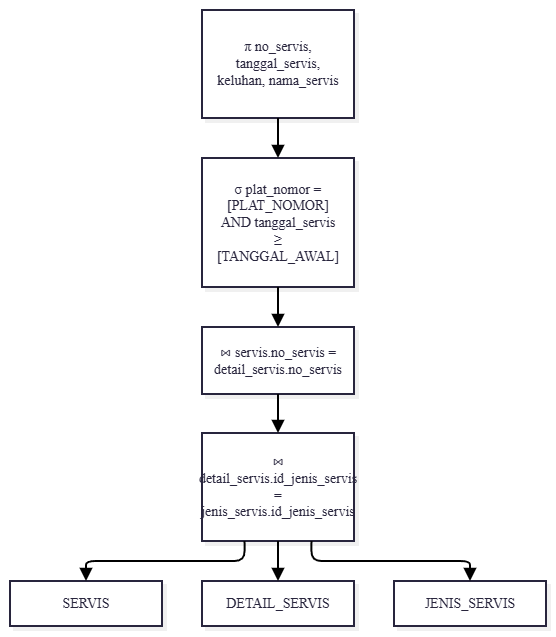 π no_servis,
tanggal_servis,
keluhan, nama_servis
σ plat_nomor =
[PLAT_NOMOR]
AND tanggal_servis
≥
[TANGGAL_AWAL]
⋈ servis.no_servis =
detail_servis.no_servis
⋈
detail_servis.id_jenis_servis
=
jenis_servis.id_jenis_servis
SERVIS
DETAIL_SERVIS
JENIS_SERVIS